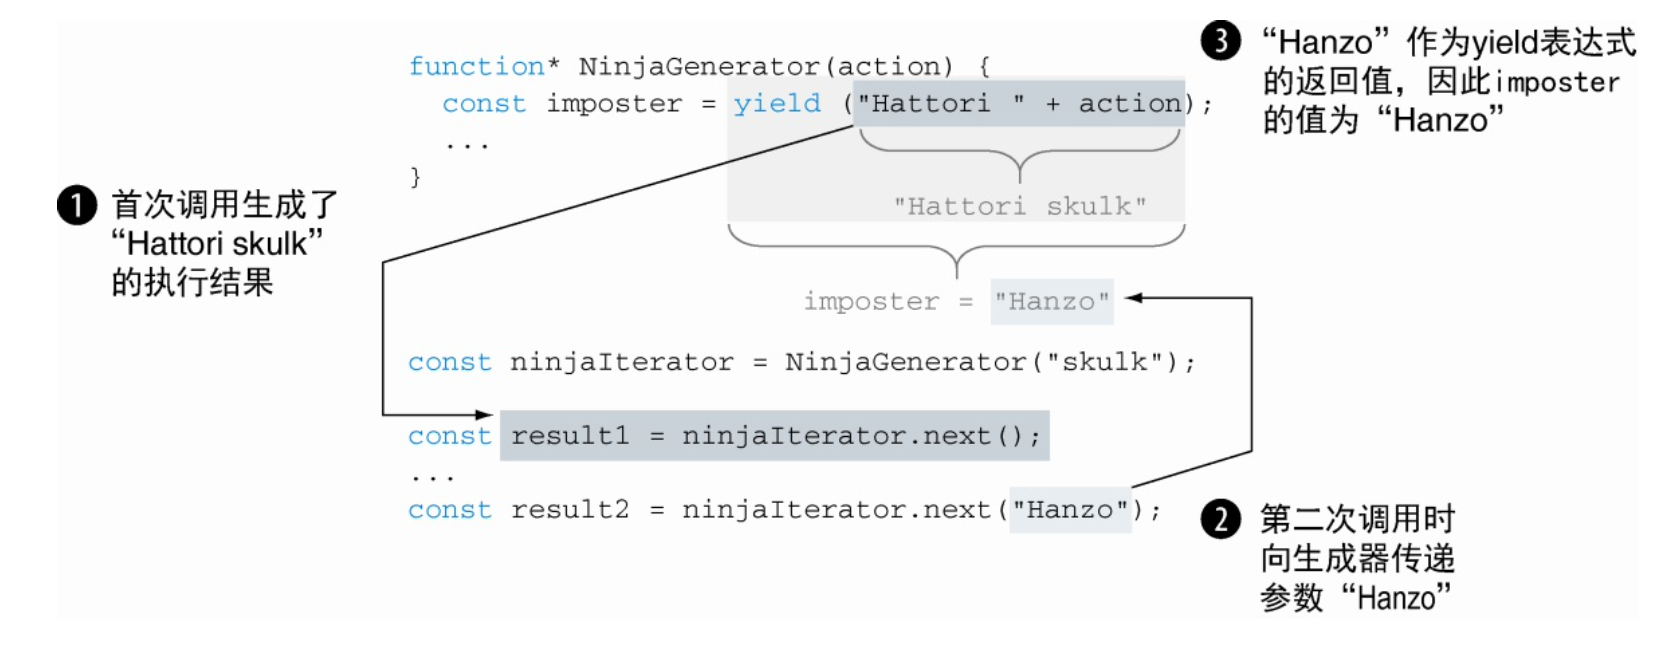 function* NinjaGenerator(action) {
const imposter = yield ("Hattori " + action);
...
}
"Hattori skulk"
imposter = "Hanzo"
const ninjaIterator = NinjaGenerator("skulk");
const result1 = ninjaIterator.next();
...
const result2 = ninjaIterator.next("Hanzo");
1 首次调用生成了
“Hattori skulk”
的执行结果
2 第二次调用时
向生成器传递
参数“Hanzo”
3 “Hanzo”作为yield表达式
的返回值，因此imposter
的值为“Hanzo”